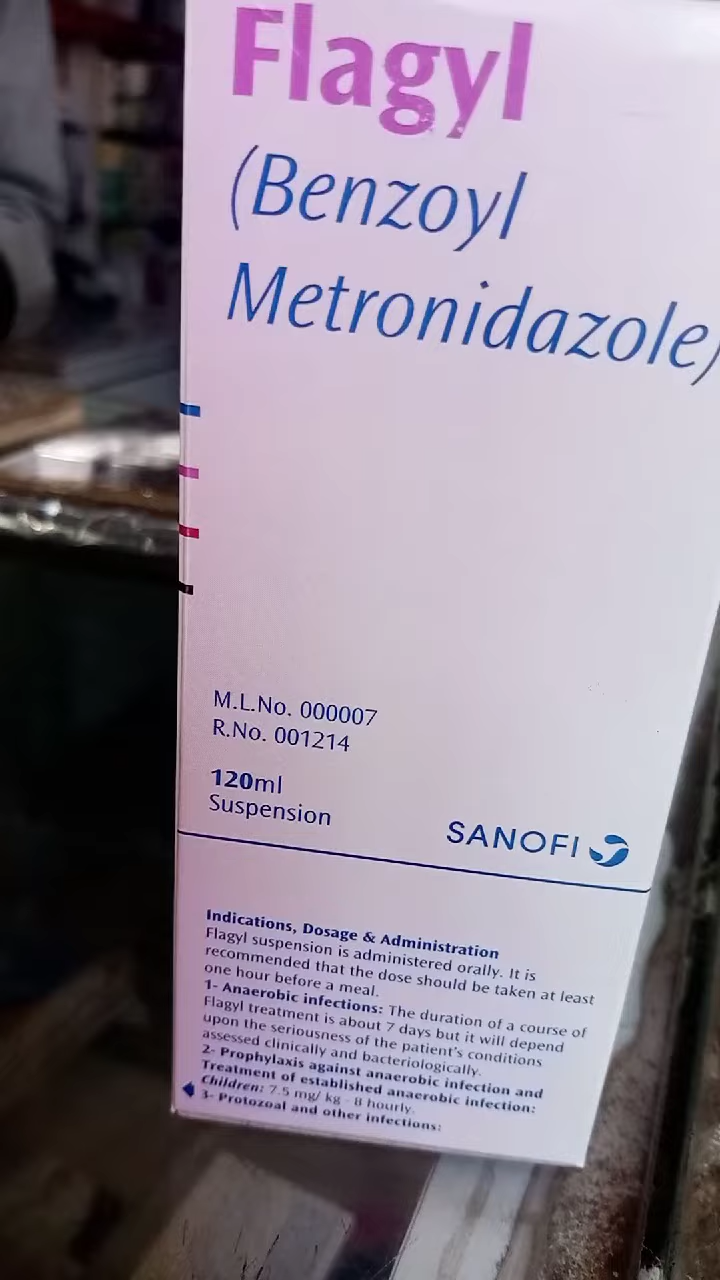 Flagyl
(Benzoyl
Metronidazole)
M.L.No. 000007
R.No. 001214
120ml
Suspension
SANOFI
Indications, Dosage & Administration
Flagyl suspension is administered orally. It is
recommended that the dose should be taken at least
one hour before a meal.
1- Anaerobic infections: The duration of a course of
Flagyl treatment is about 7 days but it will depend
upon the seriousness of the patient's conditions
assessed clinically and bacteriologically.
2- Prophylaxis against anaerobic infection and
Treatment of established anaerobic infection:
Children: 7.5 mg/ kg - 8 hourly.
3- Protozoal and other infections: